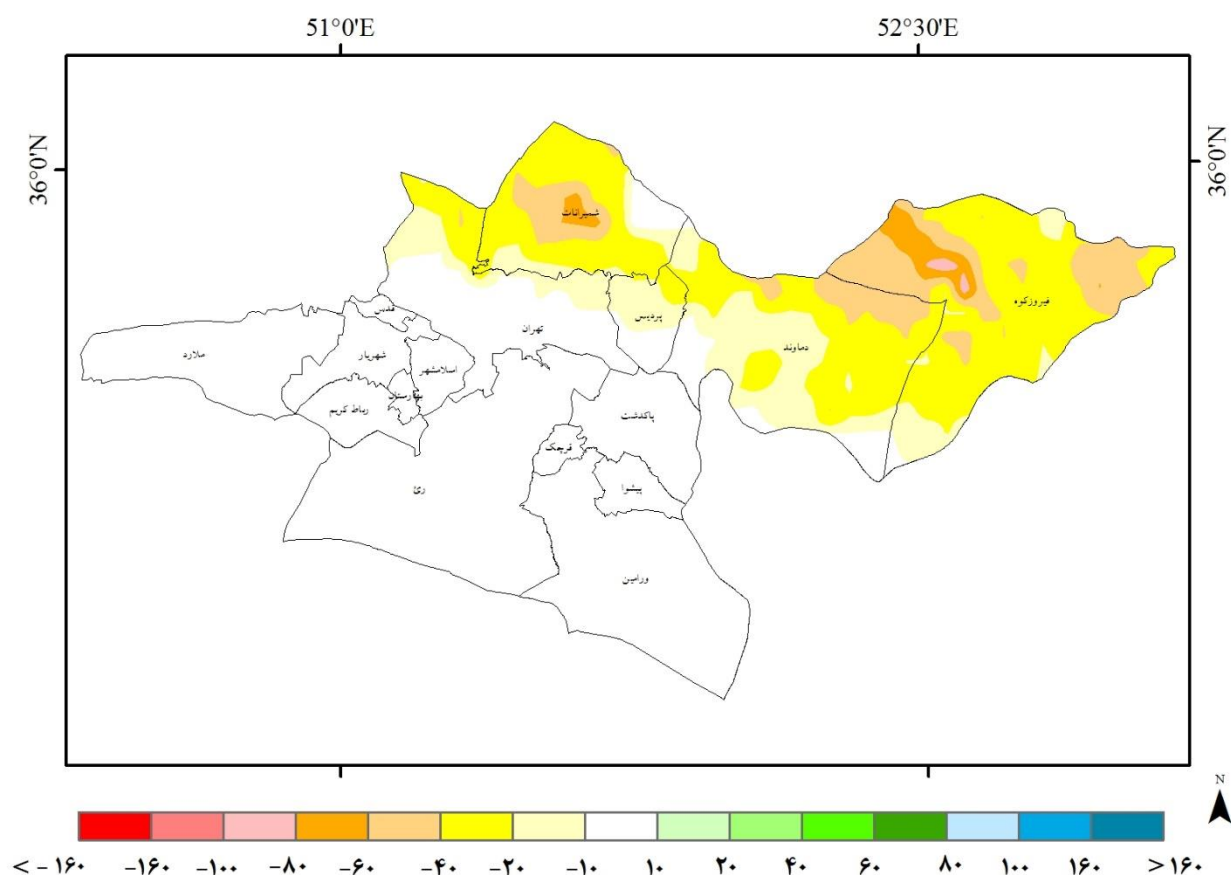 51°0'E 52°30'E
36°0'N 36°0'N
شمیرانات
فیروزکوه
قدس
پردیس
تهران
دماوند
ملارد
شهریار
اسلامشهر
بهارستان
رباط کریم
پاکدشت
قرچک
ری
پیشوا
ورامین
N
< - ۱۶۰ -۱۶۰ -۱۰۰ -۸۰ -۶۰ -۴۰ -۲۰ -۱۰ ۱۰ ۲۰ ۴۰ ۶۰ ۸۰ ۱۰۰ ۱۶۰ > ۱۶۰